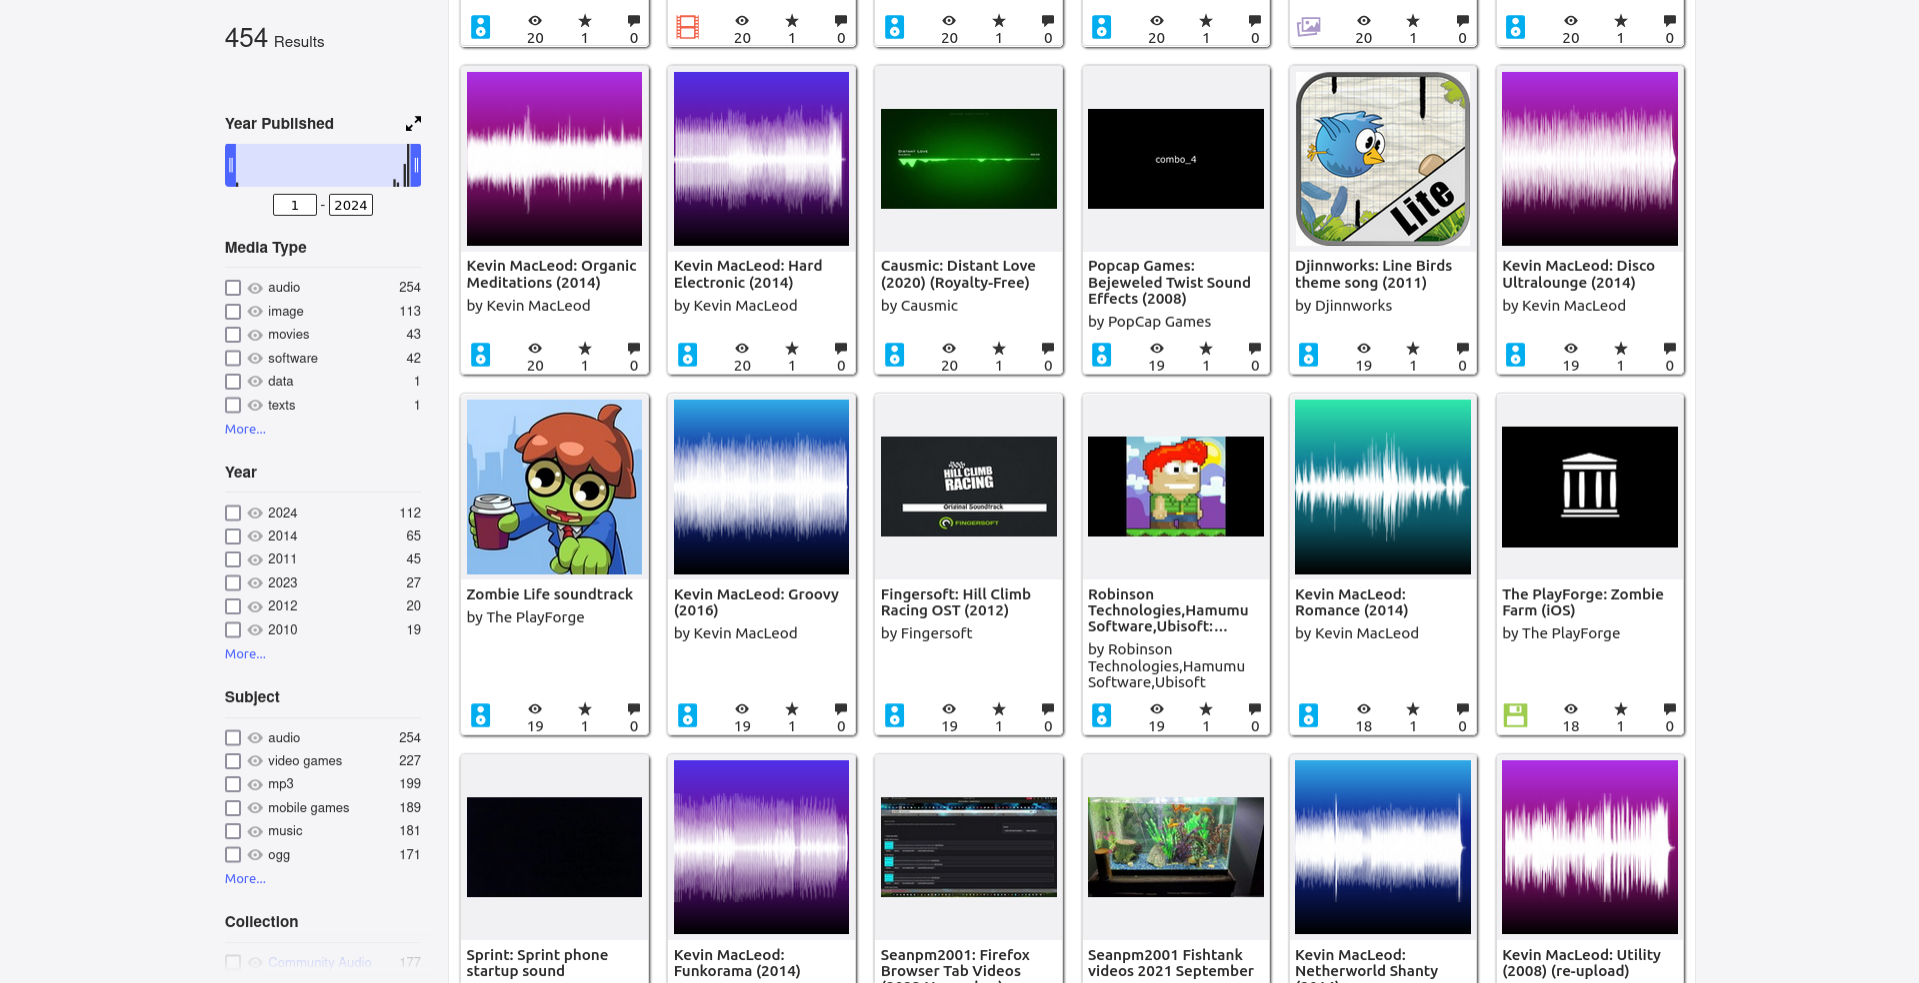 454 Results
Year Published
1 - 2024
Media Type
audio 254
image 113
movies 43
software 42
data 1
texts 1
More...
Year
2024 112
2014 65
2011 45
2023 27
2012 20
2010 19
More...
Subject
audio 254
video games 227
mp3 199
mobile games 189
music 181
ogg 171
More...
Collection
Community Audio 177
20 1 0
20 1 0
20 1 0
20 1 0
20 1 0
20 1 0
Kevin MacLeod: Organic
Meditations (2014)
by Kevin MacLeod
20 1 0
Kevin MacLeod: Hard
Electronic (2014)
by Kevin MacLeod
20 1 0
Distant Love
Causmic: Distant Love
(2020) (Royalty-Free)
by Causmic
20 1 0
combo_4
Popcap Games:
Bejeweled Twist Sound
Effects (2008)
by PopCap Games
19 1 0
Lite
Djinnworks: Line Birds
theme song (2011)
by Djinnworks
19 1 0
Kevin MacLeod: Disco
Ultralounge (2014)
by Kevin MacLeod
19 1 0
Zombie Life soundtrack
by The PlayForge
19 1 0
Kevin MacLeod: Groovy
(2016)
by Kevin MacLeod
19 1 0
HILL CLIMB
RACING
Original Soundtrack
FINGERSOFT
Fingersoft: Hill Climb
Racing OST (2012)
by Fingersoft
19 1 0
Robinson
Technologies,Hamumu
Software,Ubisoft:...
by Robinson
Technologies,Hamumu
Software,Ubisoft
19 1 0
Kevin MacLeod:
Romance (2014)
by Kevin MacLeod
18 1 0
The PlayForge: Zombie
Farm (iOS)
by The PlayForge
18 1 0
Sprint: Sprint phone
startup sound
Kevin MacLeod:
Funkorama (2014)
Seanpm2001: Firefox
Browser Tab Videos
Seanpm2001 Fishtank
videos 2021 September
Kevin MacLeod:
Netherworld Shanty
Kevin MacLeod: Utility
(2008) (re-upload)